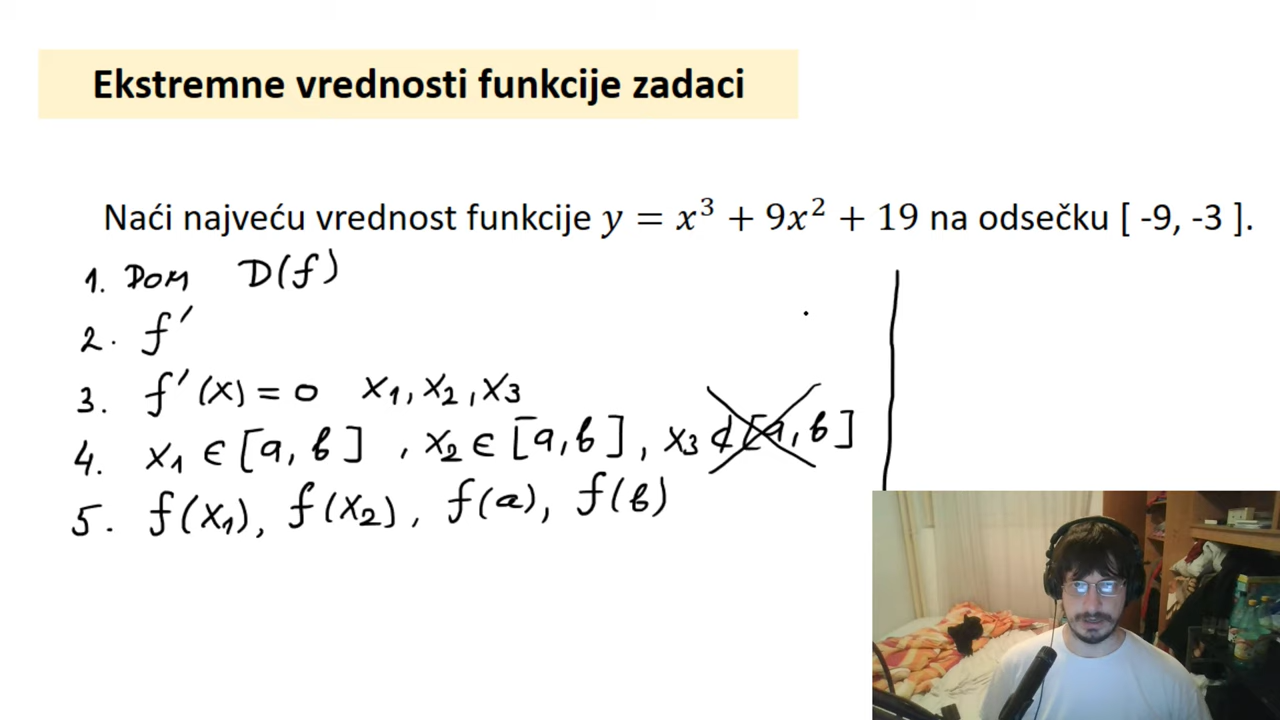 Ekstremne vrednosti funkcije zadaci
Naći najveću vrednost funkcije y = x³ + 9x² + 19 na odsečku [ -9, -3 ].
1. Dom D(f)
2. f'
3. f'(x) = 0 x₁, x₂, x₃
4. x₁ ∈ [a, b], x₂ ∈ [a, b], x₃ ∉ [a, b]
5. f(x₁), f(x₂), f(a), f(b)